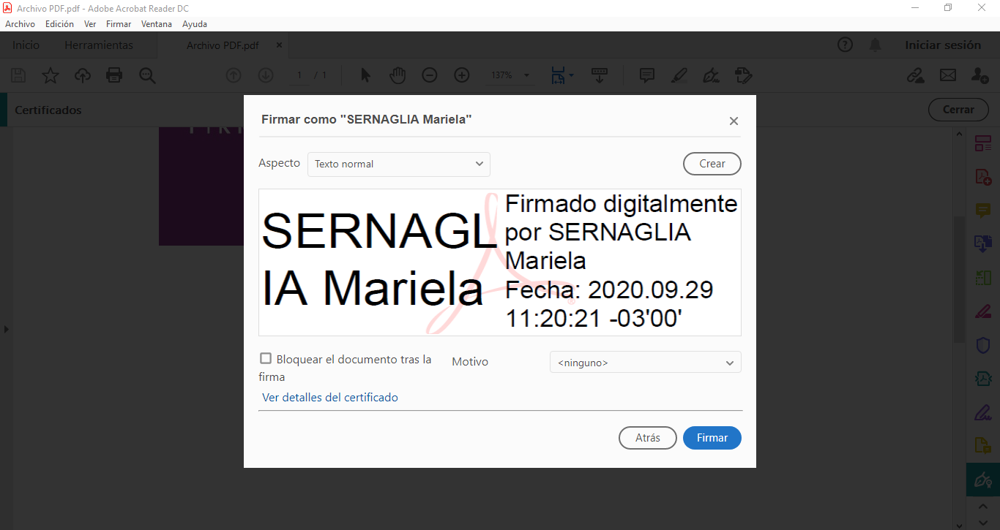 Archivo PDF.pdf - Adobe Acrobat Reader DC
Archivo Edición Ver Firmar Ventana Ayuda
Inicio Herramientas Archivo PDF.pdf × Iniciar sesión
1 / 1 137%
Certificados Cerrar
Firmar como "SERNAGLIA Mariela"
Aspecto Texto normal Crear
SERNAGL
IA Mariela
Firmado digitalmente
por SERNAGLIA
Mariela
Fecha: 2020.09.29
11:20:21 -03'00'
Bloquear el documento tras la
firma
Motivo <ninguno>
Ver detalles del certificado
Atrás Firmar